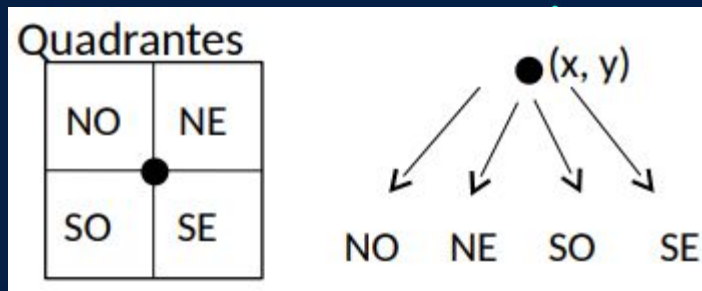 Quadrantes
NO NE
SO SE
(x, y)
NO NE SO SE